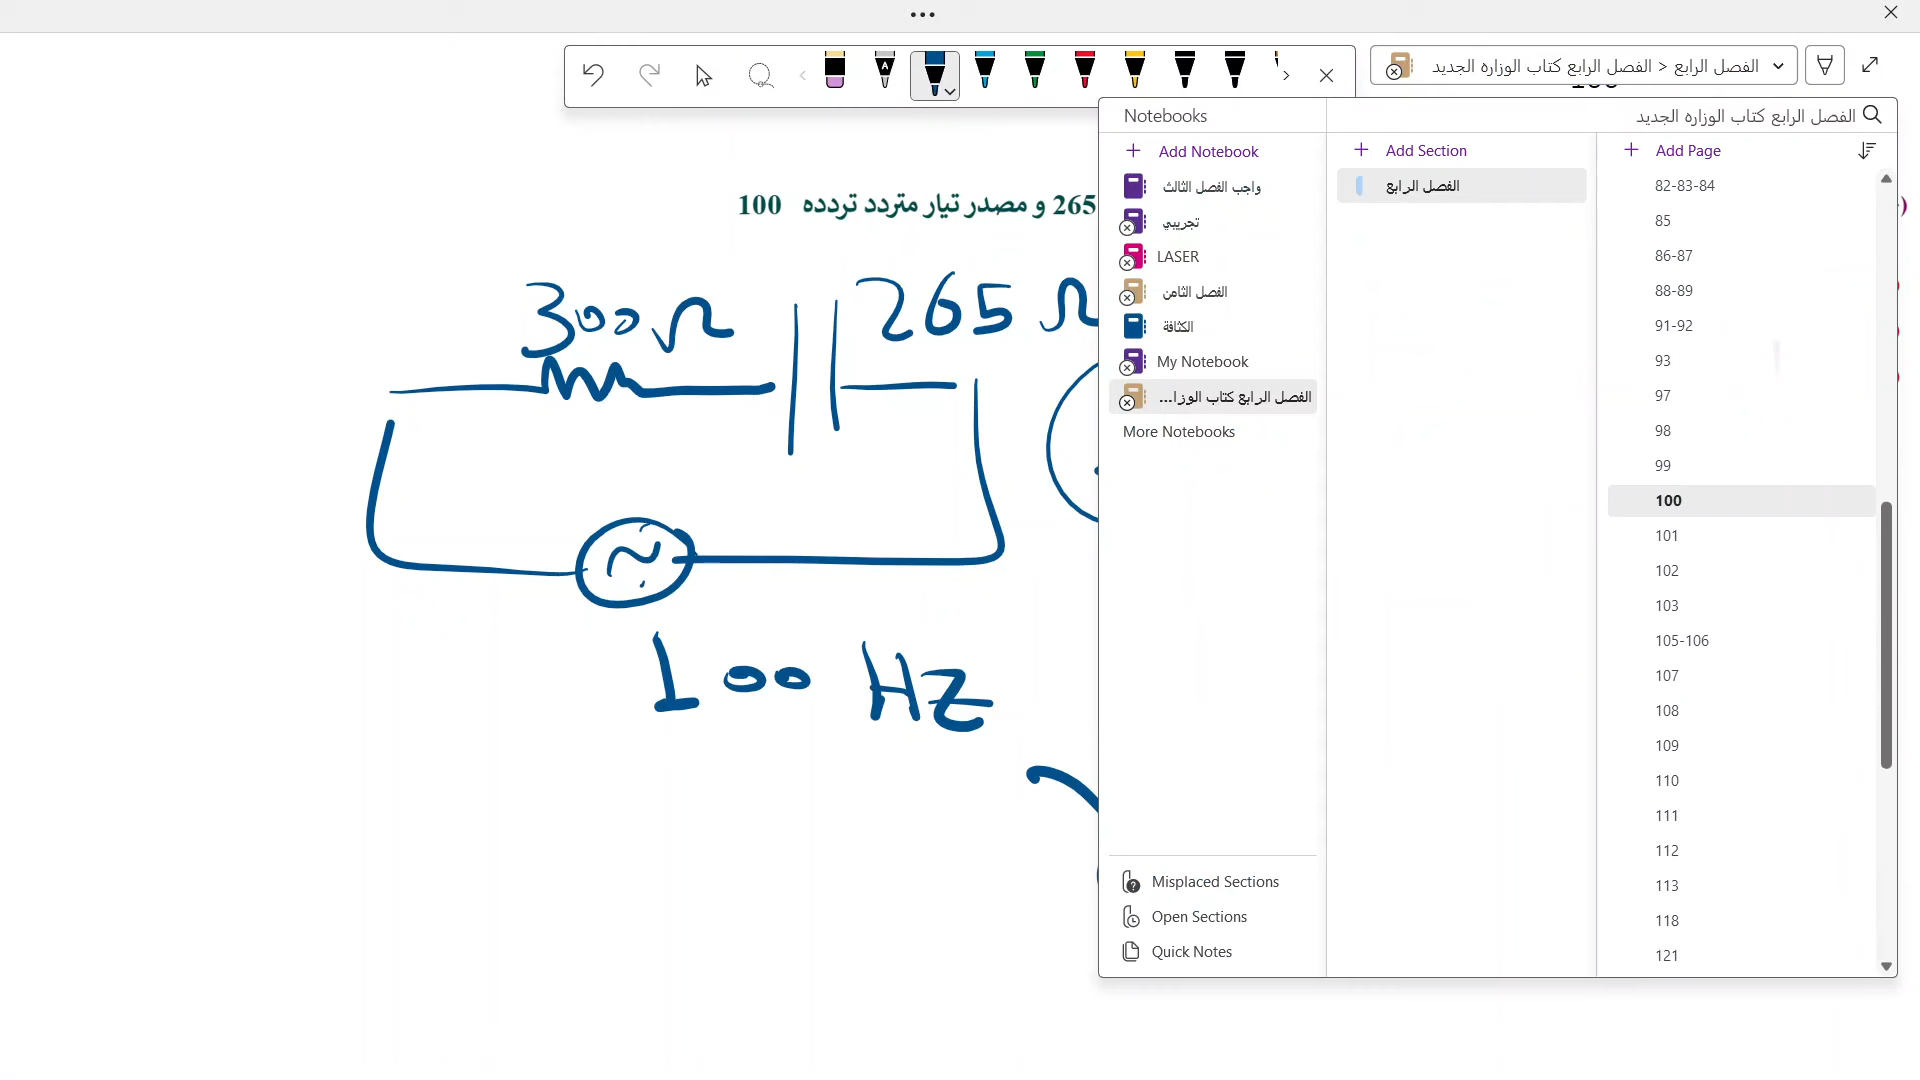 الفصل الرابع > الفصل الرابع كتاب الوزاره الجديد
Notebooks
الفصل الرابع كتاب الوزاره الجديد
Add Notebook
Add Section
Add Page
واجب الفصل الثالث
تجريبي
LASER
الفصل الثامن
الكثافة
My Notebook
الفصل الرابع كتاب الوزا...
More Notebooks
الفصل الرابع
82-83-84
85
86-87
88-89
91-92
93
97
98
99
100
101
102
103
105-106
107
108
109
110
111
112
113
118
121
Misplaced Sections
Open Sections
Quick Notes
265 و مصدر تيار متردد تردده 100
300 Ω
265 Ω
100 HZ